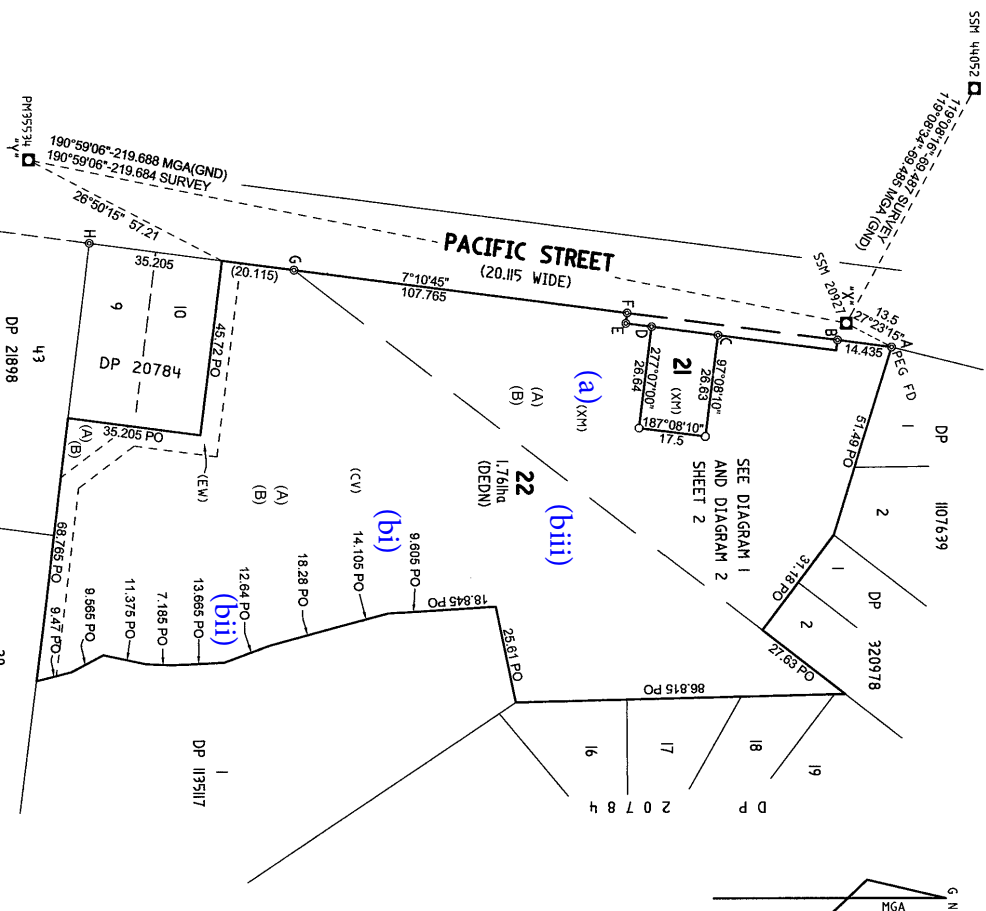 SSM 44052
119°08'16"-69.487 SURVEY
119°08'34"-69.485 MGA (GND)
SSM 20927
"X"
13.5
27°23'15"
A
PEG FD
B
14.435
51.49 PO
1
DP
1107639
2
31.18 PO
1
DP
320978
2
27.63 PO
PM35534
"Y"
190°59'06"-219.688 MGA(GND)
190°59'06"-219.684 SURVEY
26°50'15" 57.21
PACIFIC STREET
(20.115 WIDE)
7°10'45"
107.765
(20.115)
G
H
F
E
D
C
21
(XM)
97°08'10"
26.63
277°07'00"
26.64
187°08'10"
17.5
SEE DIAGRAM 1
AND DIAGRAM 2
SHEET 2
(a)
(XM)
(A)
(B)
22
1.761ha
(DEDN)
(biii)
35.205
10
9
DP 20784
45.72 PO
35.205 PO
43
DP 21898
(A)
(B)
(EW)
(A)
(B)
(CV)
(bi)
(bii)
9.605 PO
14.105 PO
18.28 PO
12.64 PO
13.665 PO
7.185 PO
11.375 PO
9.565 PO
9.47 PO
68.765 PO
18.845 PO
25.61 PO
86.815 PO
19
18
17
16
DP 20784
1
DP 1135117
G N
MGA